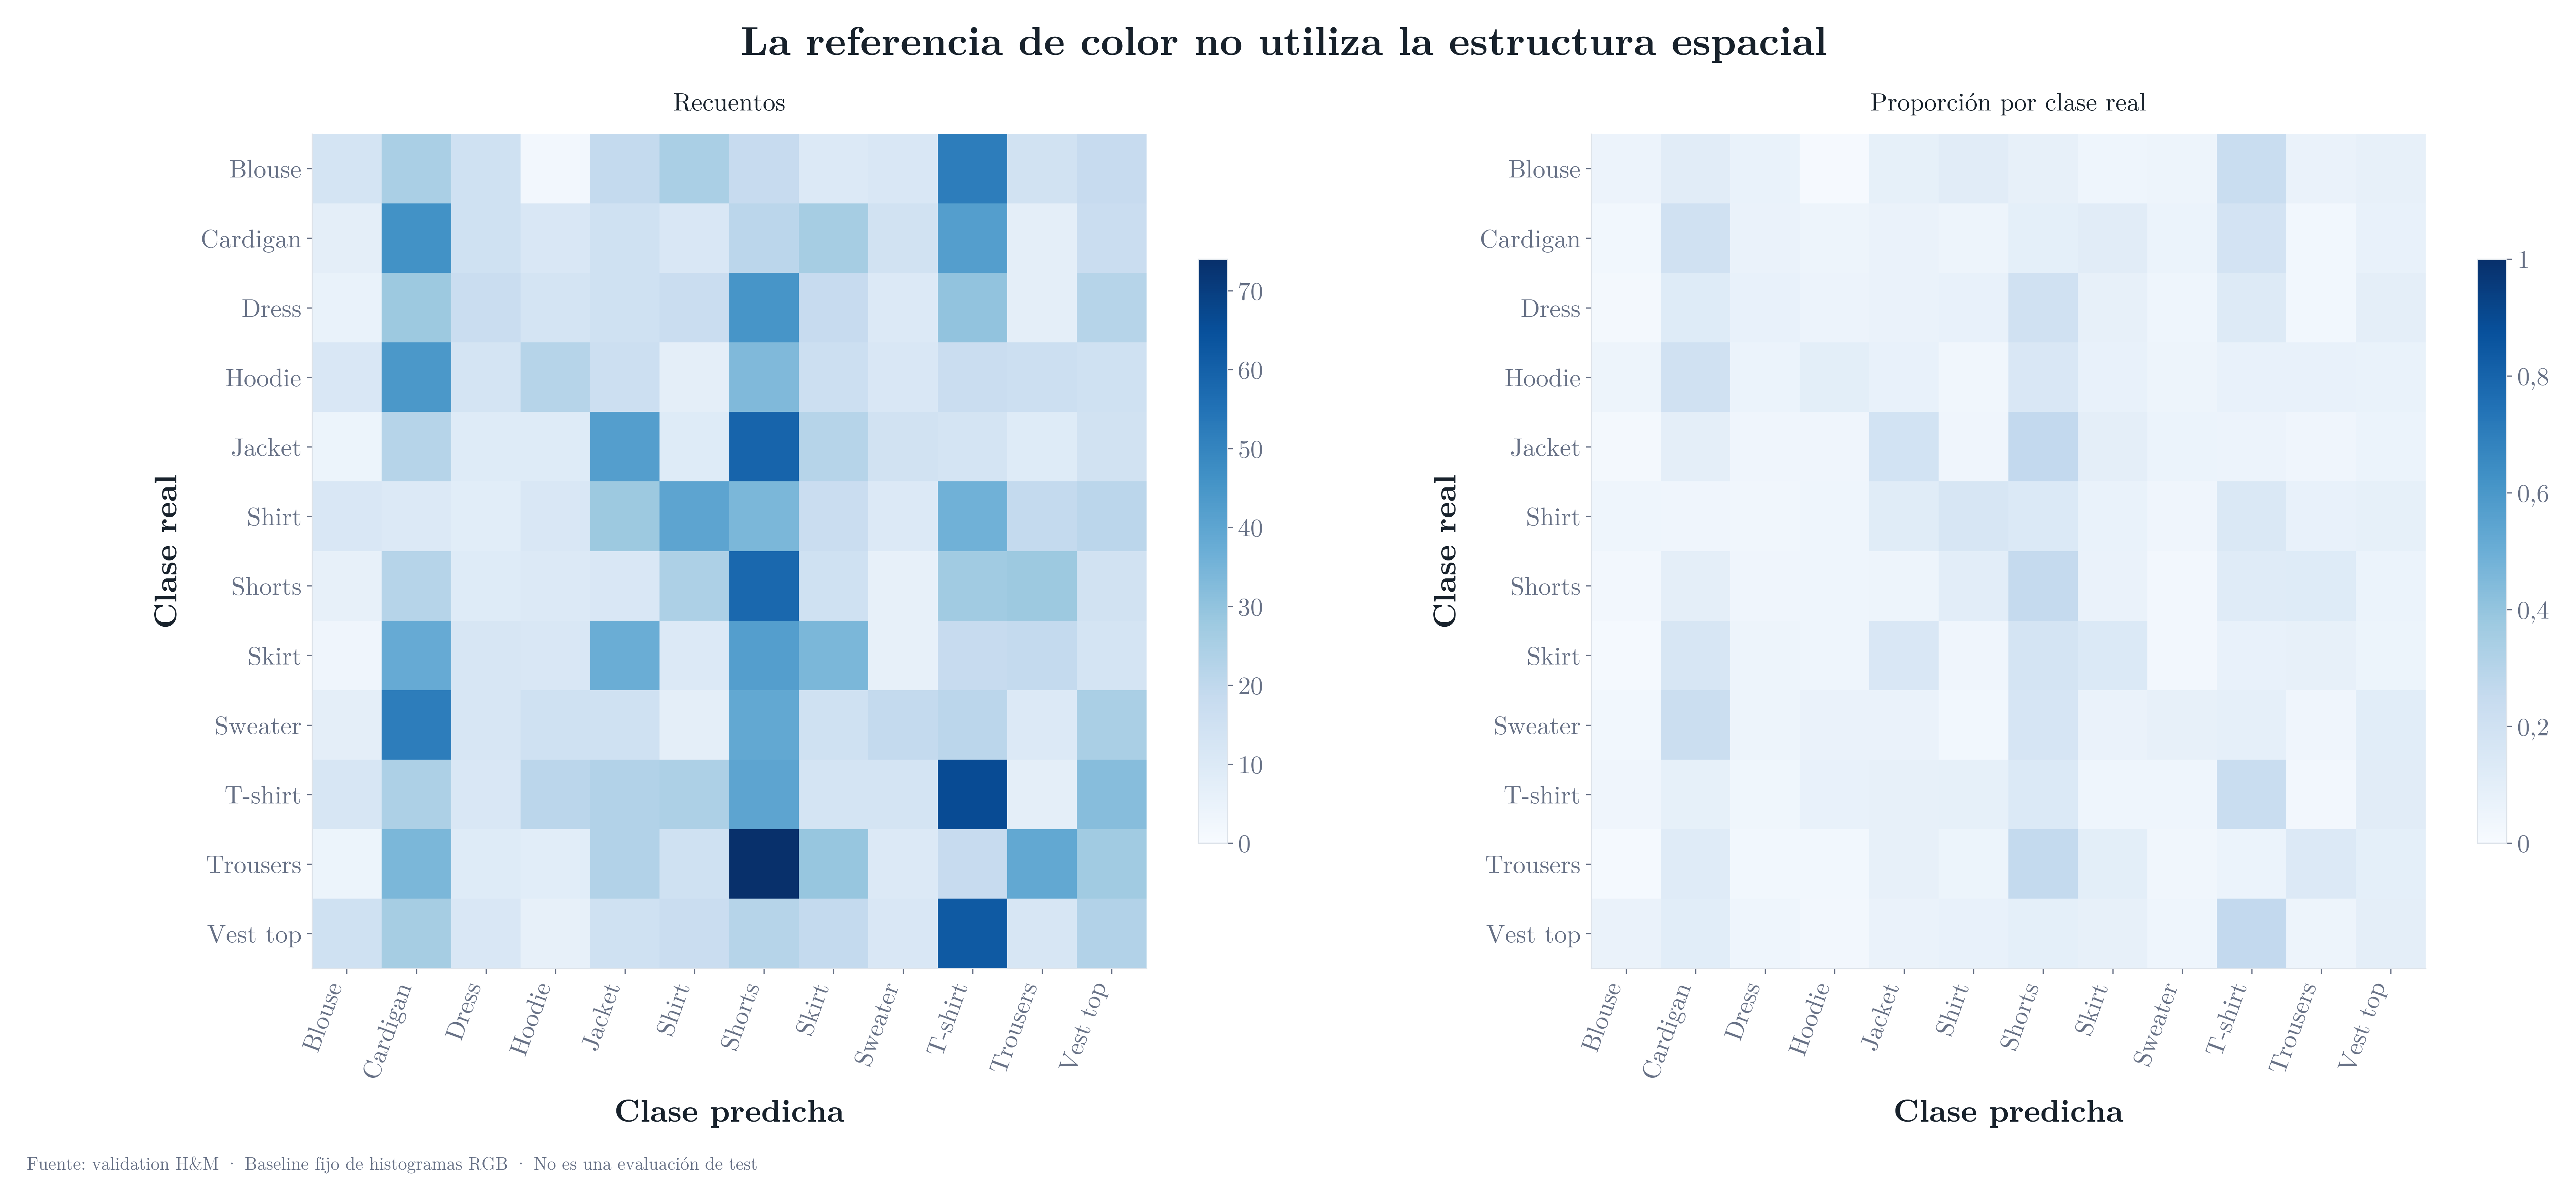 La referencia de color no utiliza la estructura espacial
Recuentos
Clase real
Blouse
Cardigan
Dress
Hoodie
Jacket
Shirt
Shorts
Skirt
Sweater
T-shirt
Trousers
Vest top
Blouse
Cardigan
Dress
Hoodie
Jacket
Shirt
Shorts
Skirt
Sweater
T-shirt
Trousers
Vest top
Clase predicha
70
60
50
40
30
20
10
0
Proporción por clase real
Clase real
Blouse
Cardigan
Dress
Hoodie
Jacket
Shirt
Shorts
Skirt
Sweater
T-shirt
Trousers
Vest top
Blouse
Cardigan
Dress
Hoodie
Jacket
Shirt
Shorts
Skirt
Sweater
T-shirt
Trousers
Vest top
Clase predicha
1
0,8
0,6
0,4
0,2
0
Fuente: validation H&M · Baseline fijo de histogramas RGB · No es una evaluación de test